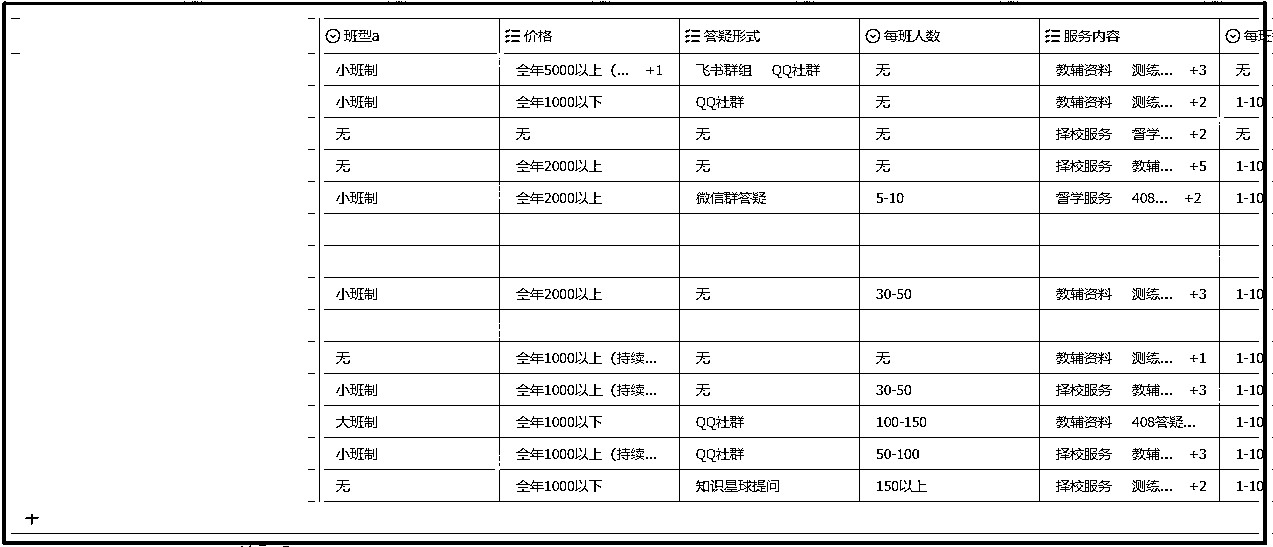 班型a 价格 答疑形式 每班人数 服务内容 每班
小班制 全年5000以上（... +1 飞书群组 QQ社群 无 教辅资料 测练... +3 无
小班制 全年1000以下 QQ社群 无 教辅资料 测练... +2 1-10
无 无 无 无 择校服务 督学... +2 无
无 全年2000以上 无 无 择校服务 教辅... +5 1-10
小班制 全年2000以上 微信群答疑 5-10 督学服务 408... +2 1-10
小班制 全年2000以上 无 30-50 教辅资料 测练... +3 1-10
无 全年1000以上（持续... 无 无 教辅资料 测练... +1 1-10
小班制 全年1000以上（持续... 无 30-50 择校服务 教辅... +3 1-10
大班制 全年1000以下 QQ社群 100-150 教辅资料 408答疑... 1-10
小班制 全年1000以上（持续... QQ社群 50-100 择校服务 教辅... +3 1-10
无 全年1000以下 知识星球提问 150以上 择校服务 测练... +2 1-10
+